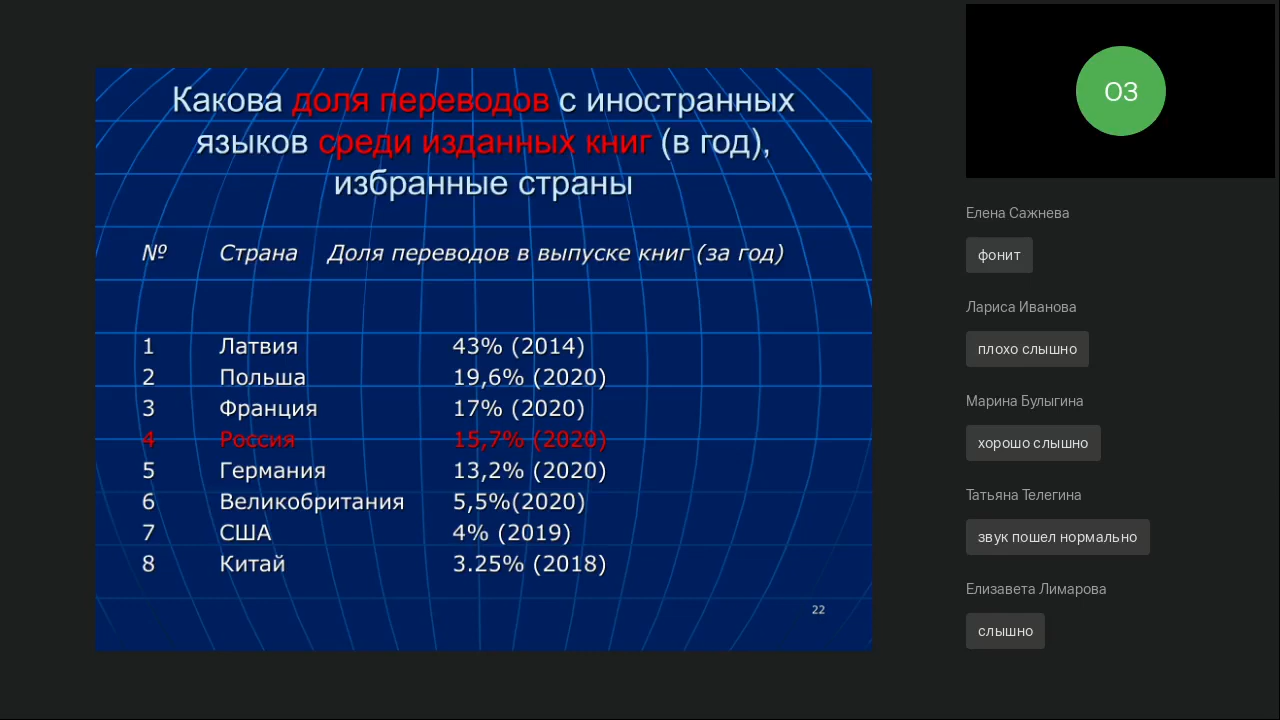 Какова доля переводов с иностранных
языков среди изданных книг (в год),
избранные страны
№ Страна Доля переводов в выпуске книг (за год)
1 Латвия 43% (2014)
2 Польша 19,6% (2020)
3 Франция 17% (2020)
4 Россия 15,7% (2020)
5 Германия 13,2% (2020)
6 Великобритания 5,5%(2020)
7 США 4% (2019)
8 Китай 3.25% (2018)
22
ОЗ
Елена Сажнева
фонит
Лариса Иванова
плохо слышно
Марина Булыгина
хорошо слышно
Татьяна Телегина
звук пошел нормально
Елизавета Лимарова
слышно